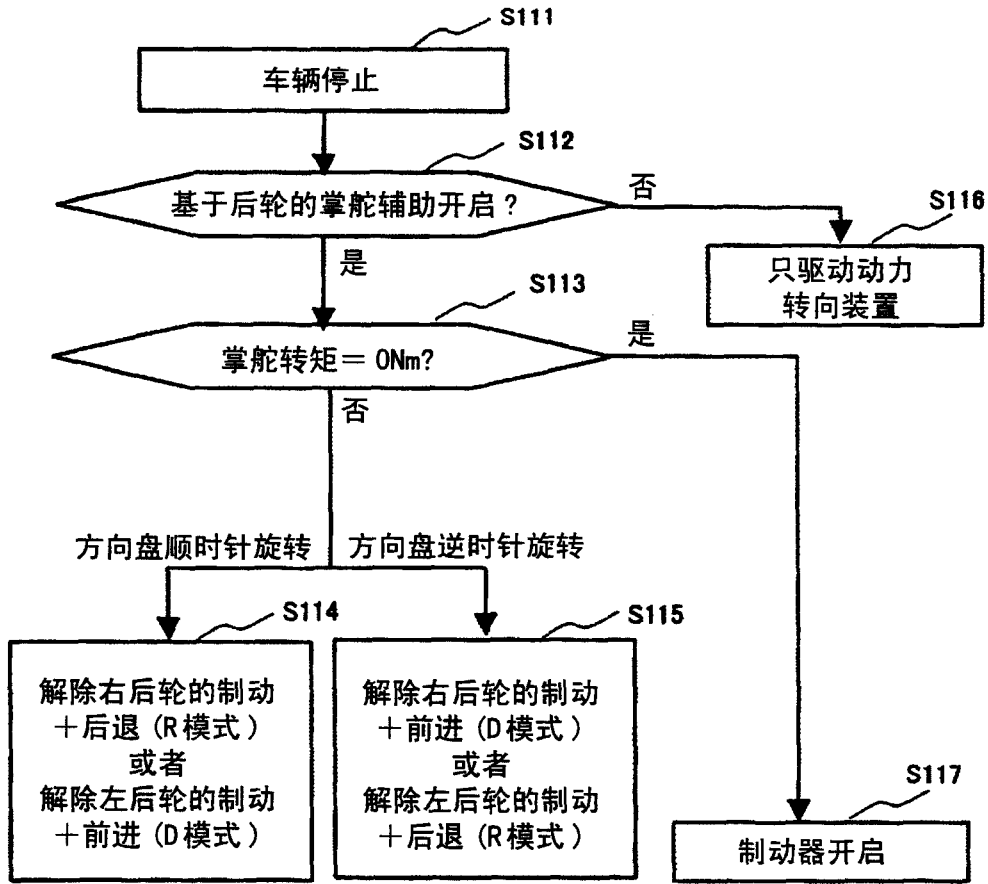 S111
车辆停止
S112
基于后轮的掌舵辅助开启?
否
S116
只驱动动力
转向装置
是
S113
掌舵转矩＝0Nm?
是
否
方向盘顺时针旋转
方向盘逆时针旋转
S114
解除右后轮的制动
＋后退(R模式)
或者
解除左后轮的制动
＋前进(D模式)
S115
解除右后轮的制动
＋前进(D模式)
或者
解除左后轮的制动
＋后退(R模式)
S117
制动器开启